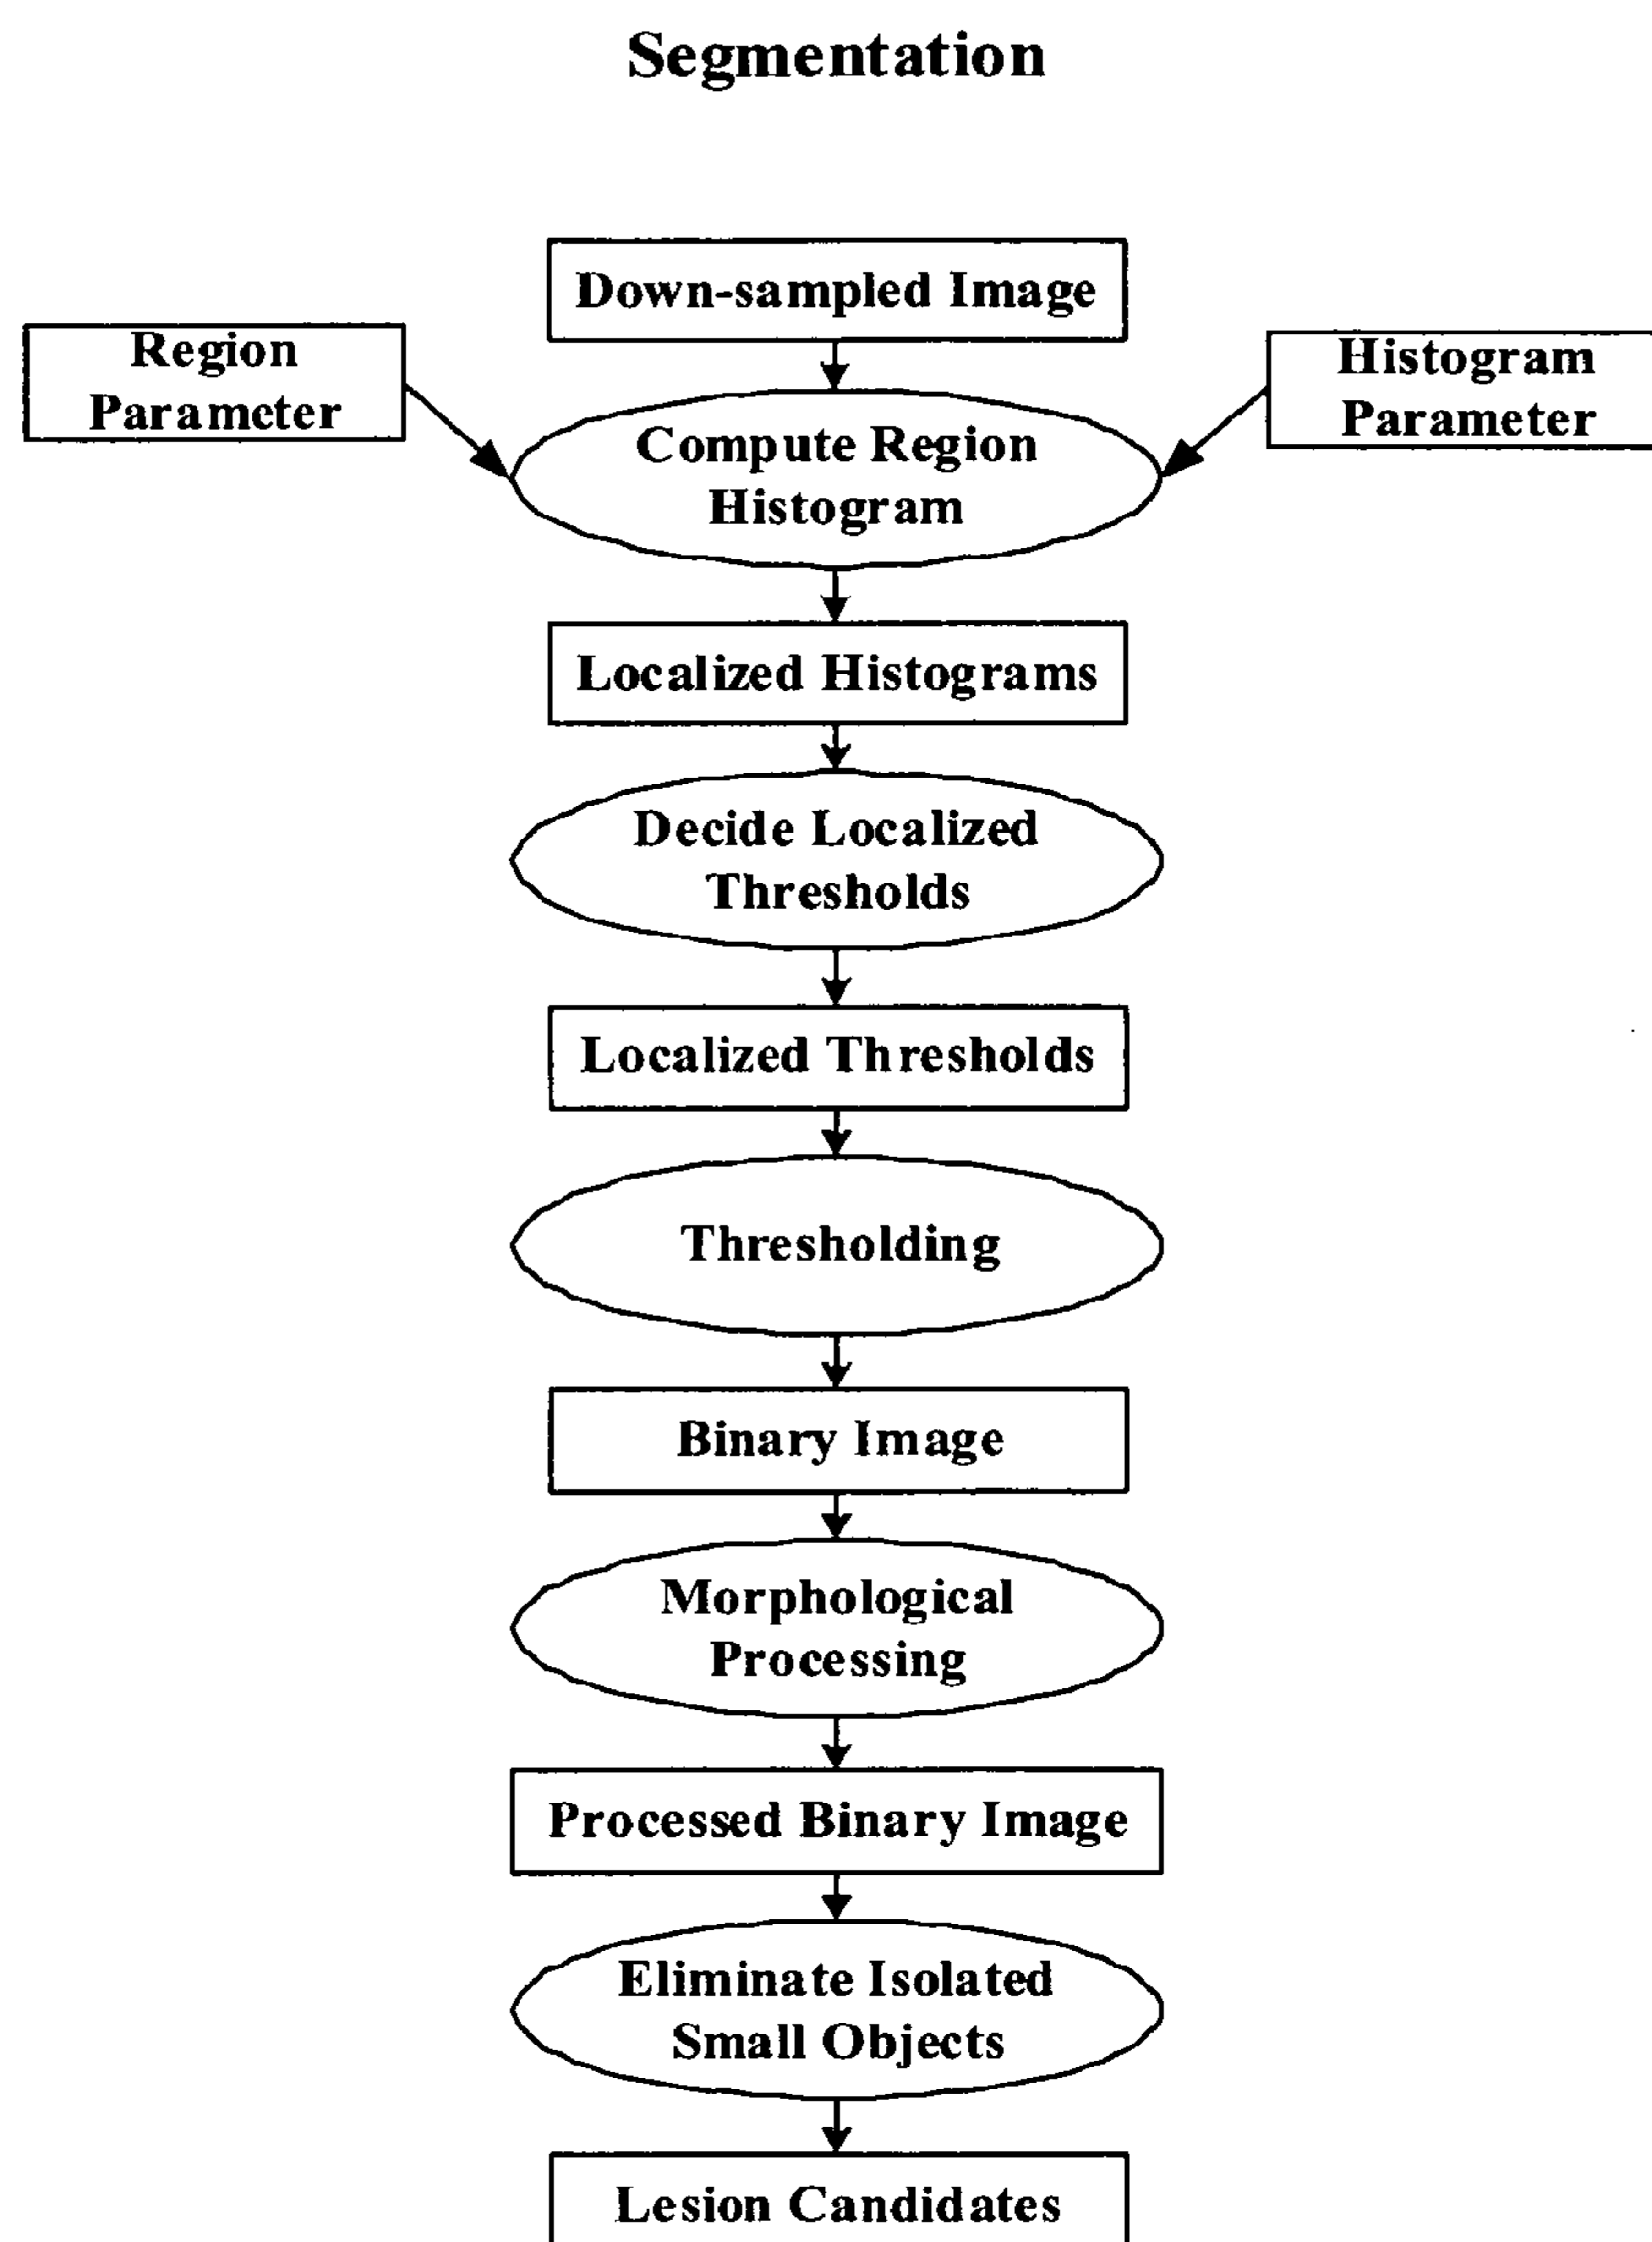 Segmentation
Down-sampled Image
Region
Parameter
Histogram
Parameter
Compute Region
Histogram
Localized Histograms
Decide Localized
Thresholds
Localized Thresholds
Thresholding
Binary Image
Morphological
Processing
Processed Binary Image
Eliminate Isolated
Small Objects
Lesion Candidates